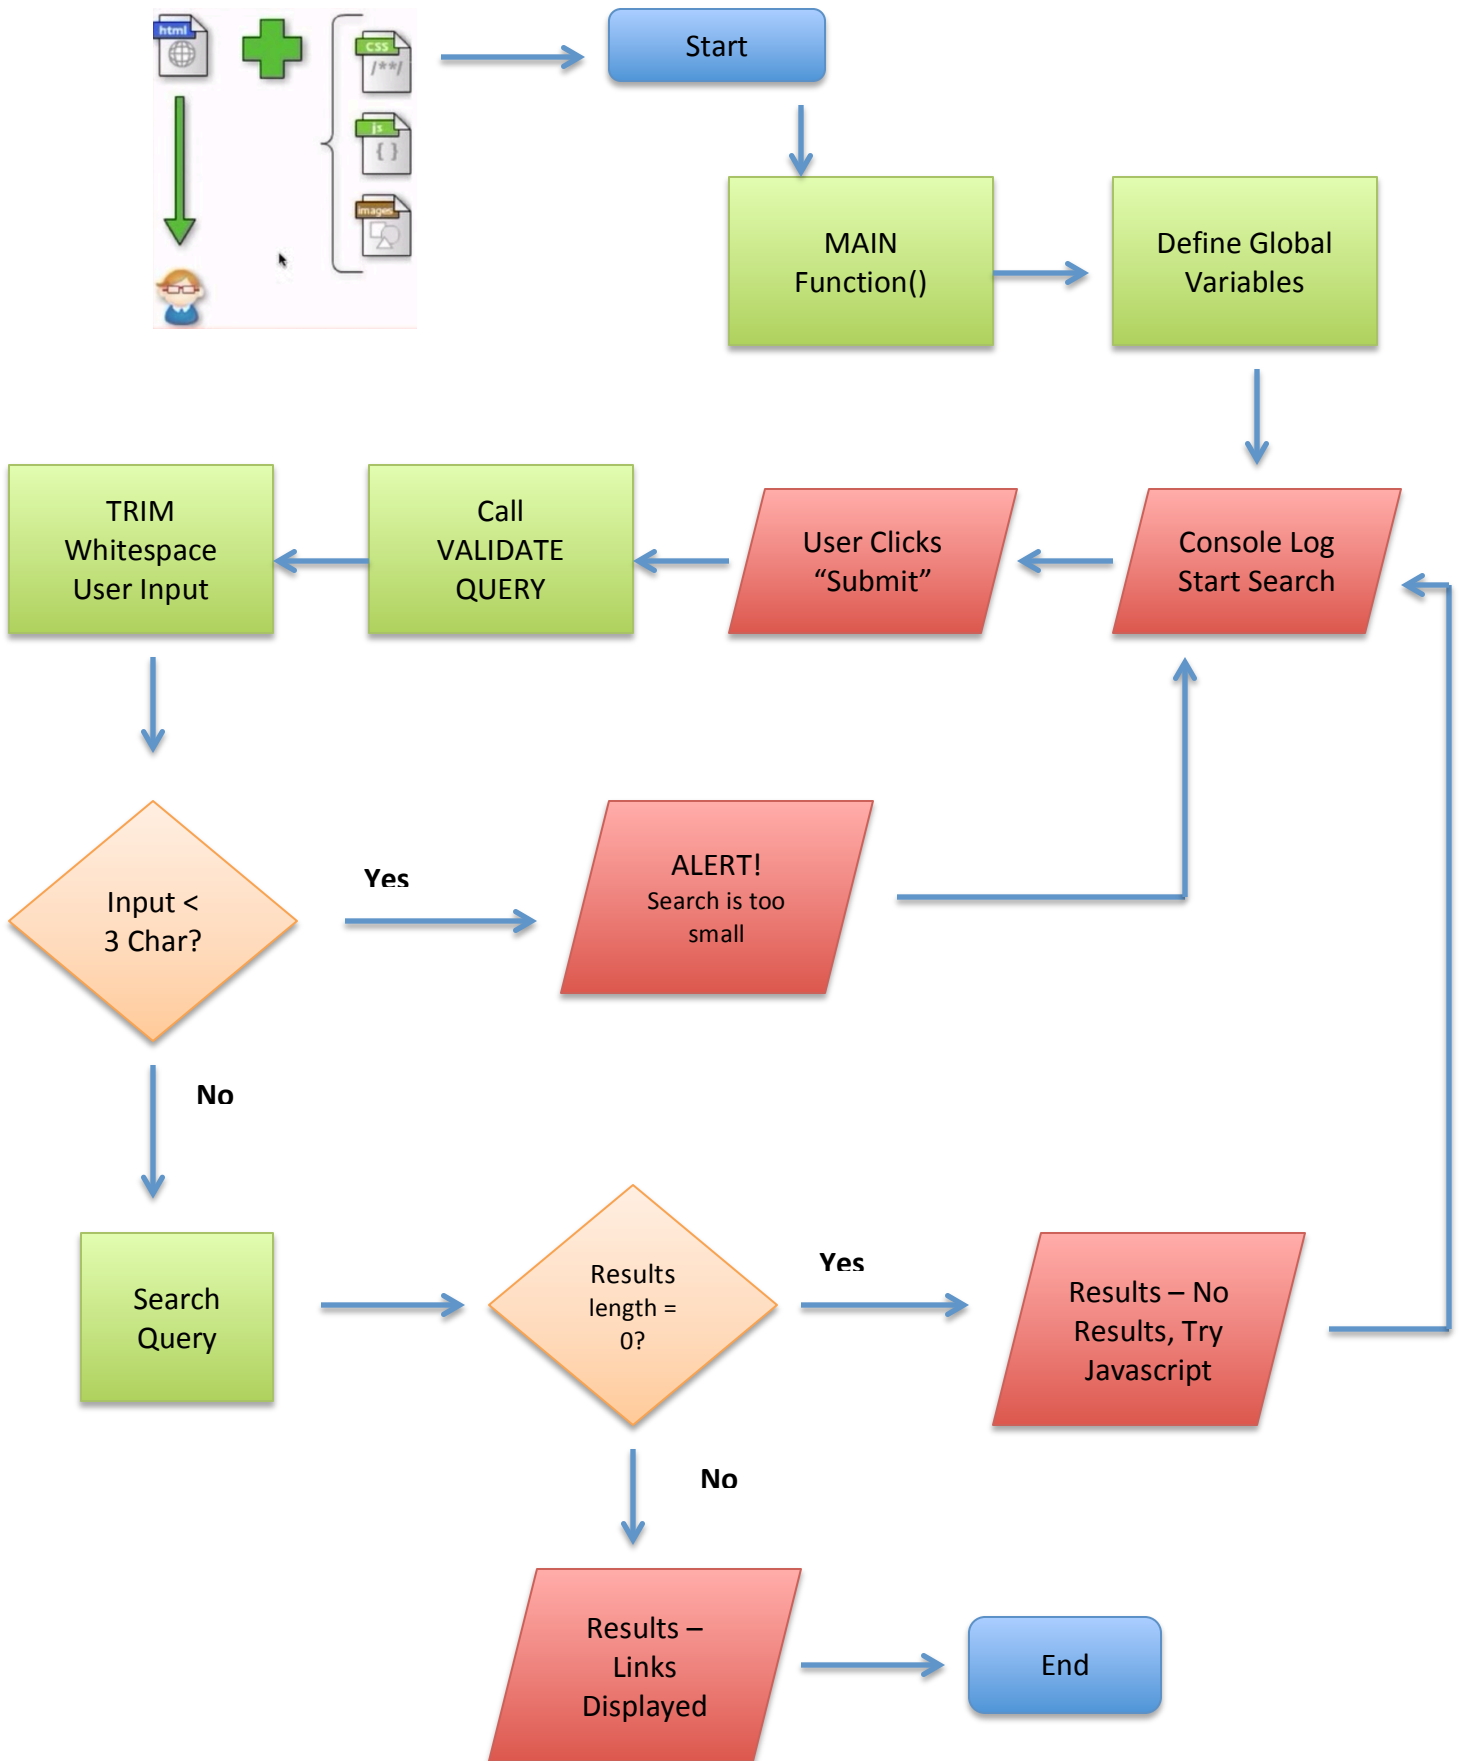 html
css
/**/
js
{ }
images
Start
MAIN
Function()
Define Global
Variables
TRIM
Whitespace
User Input
Call
VALIDATE
QUERY
User Clicks
“Submit”
Console Log
Start Search
Input <
3 Char?
Yes
ALERT!
Search is too
small
No
Search
Query
Results
length =
0?
Yes
Results – No
Results, Try
Javascript
No
Results –
Links
Displayed
End